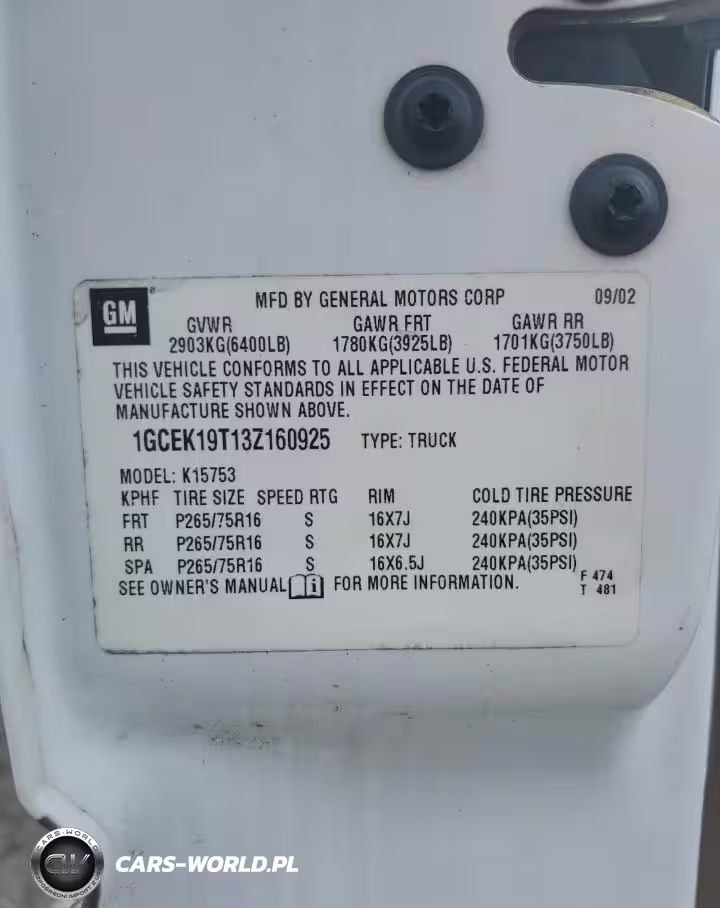 GM
MFD BY GENERAL MOTORS CORP 09/02
GVWR GAWR FRT GAWR RR
2903KG(6400LB) 1780KG(3925LB) 1701KG(3750LB)
THIS VEHICLE CONFORMS TO ALL APPLICABLE U.S. FEDERAL MOTOR
VEHICLE SAFETY STANDARDS IN EFFECT ON THE DATE OF
MANUFACTURE SHOWN ABOVE.
1GCEK19T13Z160925 TYPE: TRUCK
MODEL: K15753
KPHF TIRE SIZE SPEED RTG RIM COLD TIRE PRESSURE
FRT P265/75R16 S 16X7J 240KPA(35PSI)
RR P265/75R16 S 16X7J 240KPA(35PSI)
SPA P265/75R16 S 16X6.5J 240KPA(35PSI)
SEE OWNER'S MANUAL i FOR MORE INFORMATION.
F 474
T 481
CARS-WORLD
CW
CARS-WORLD.PL